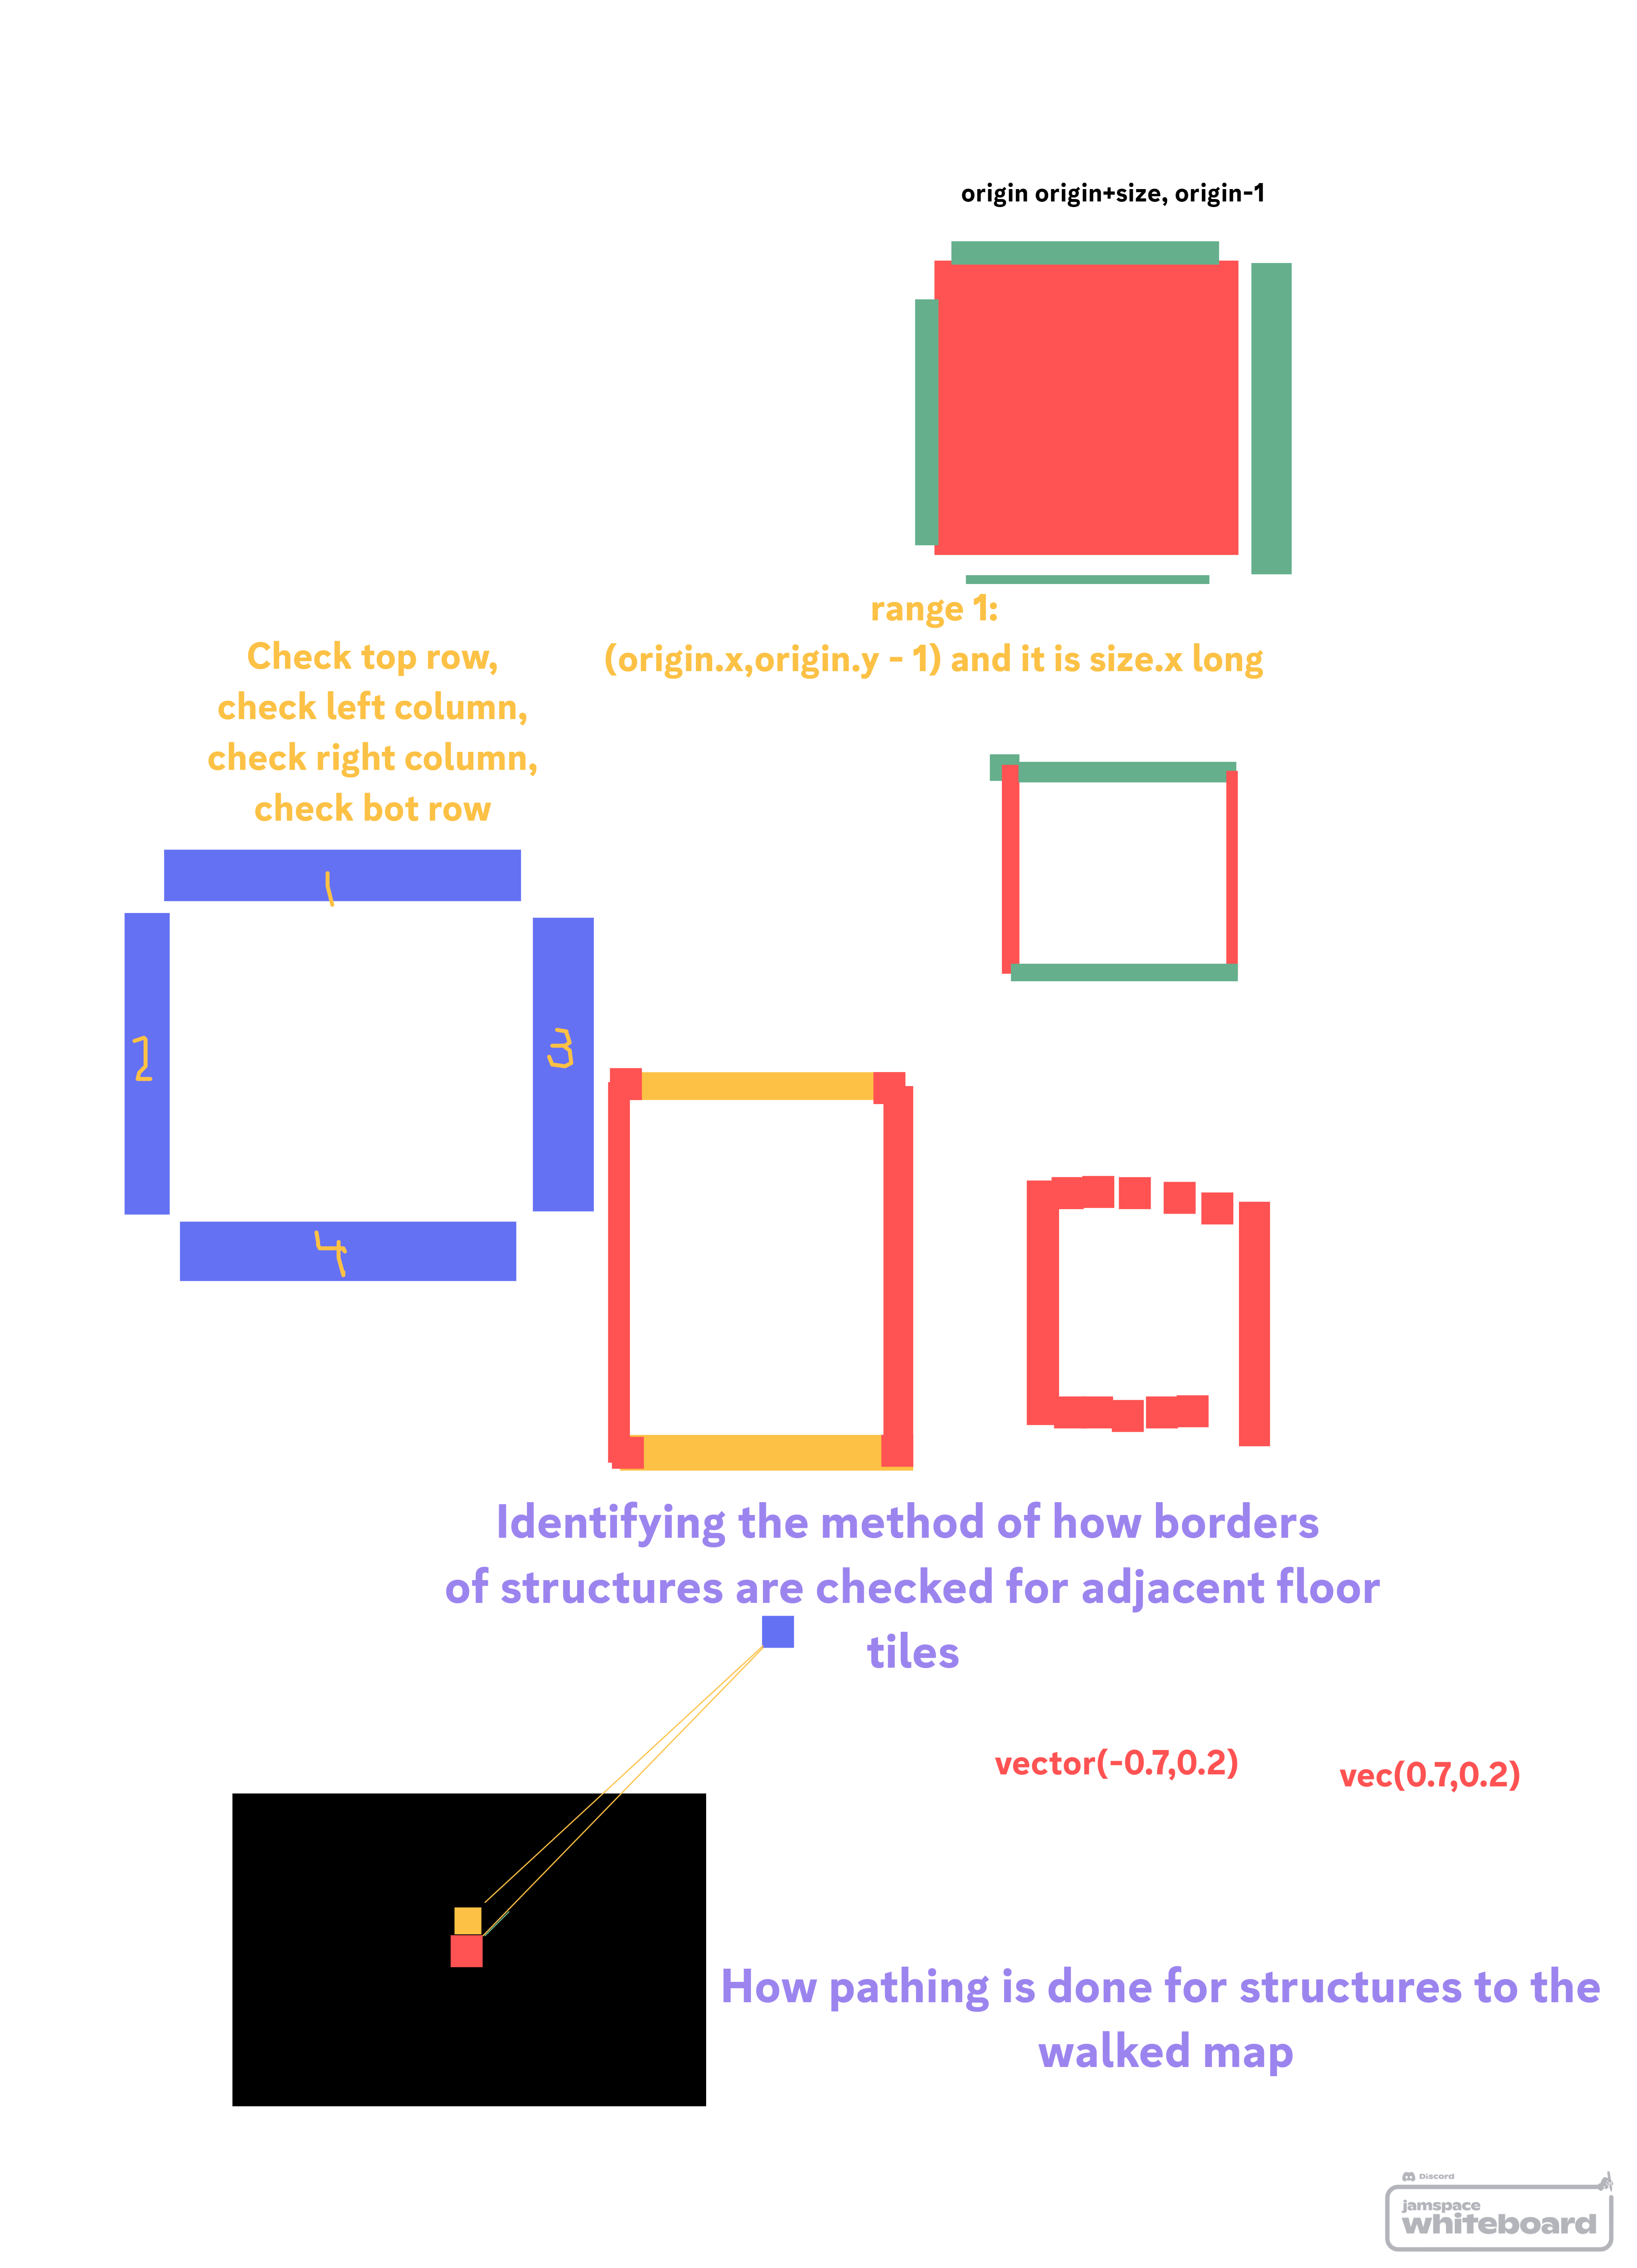 origin origin+size, origin-1
range 1:
(origin.x,origin.y - 1) and it is size.x long
Check top row,
check left column,
check right column,
check bot row
1
2
3
4
Identifying the method of how borders
of structures are checked for adjacent floor
tiles
vector(-0.7,0.2)
vec(0.7,0.2)
How pathing is done for structures to the
walked map
Discord
jamspace
whiteboard